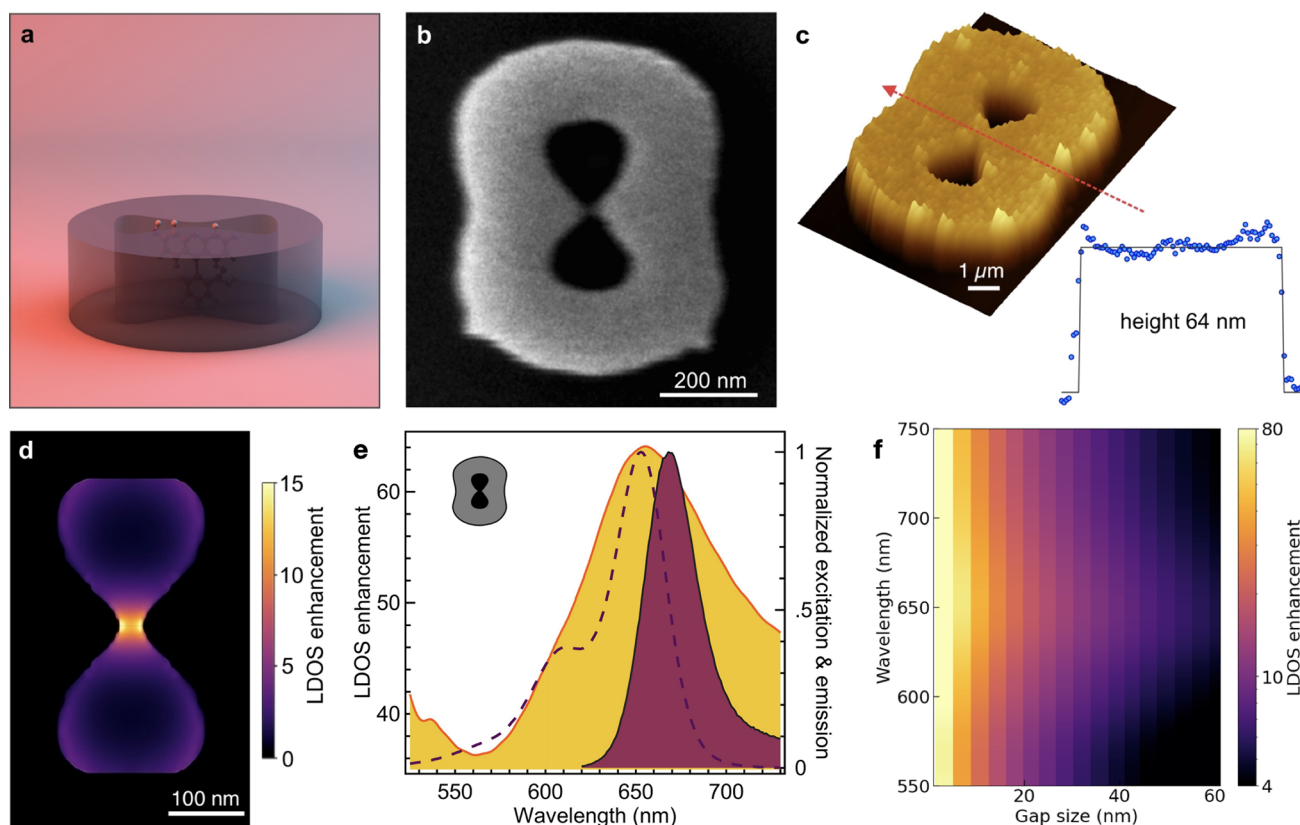 a
b
200 nm
c
1 µm
height 64 nm
d
15
10
5
0
LDOS enhancement
100 nm
e
60
50
40
LDOS enhancement
550
600
650
700
Wavelength (nm)
1
.5
0
Normalized excitation & emission
f
750
700
650
600
550
Wavelength (nm)
20
40
60
Gap size (nm)
80
10
4
LDOS enhancement